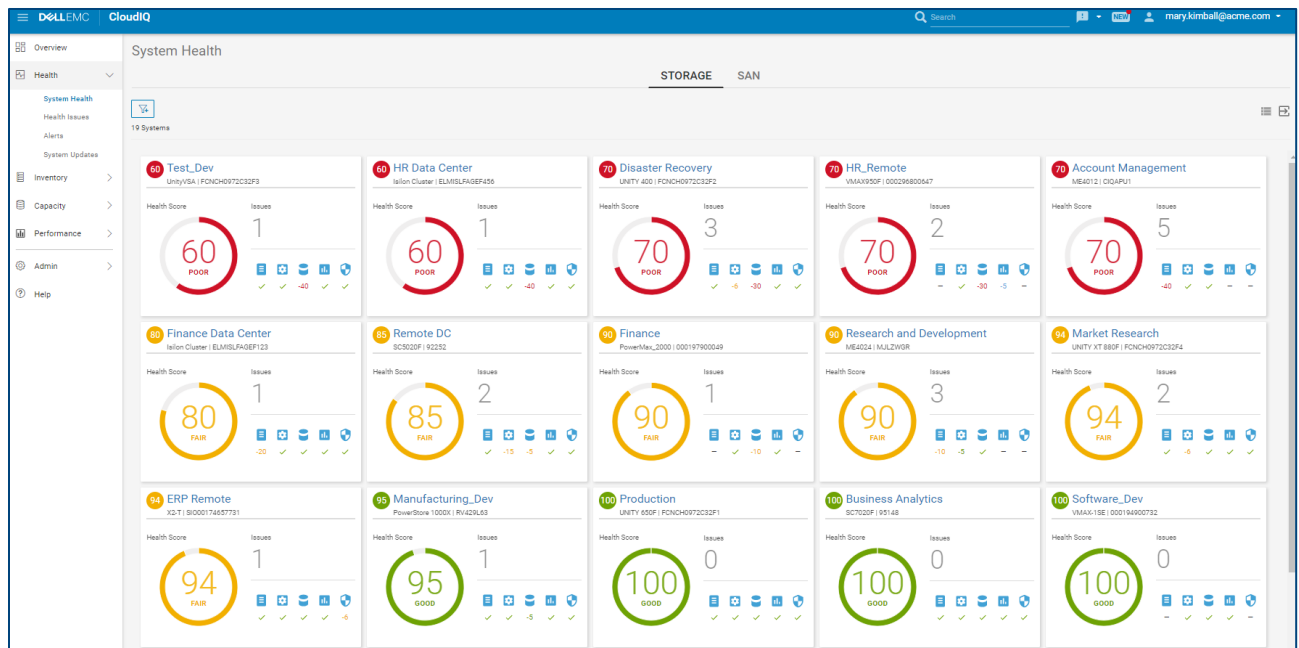 DELLEMC CloudIQ Search NEW mary.kimball@acme.com
Overview
Health
System Health
Health Issues
Alerts
System Updates
Inventory
Capacity
Performance
Admin
Help
System Health
STORAGE SAN
19 Systems
60 Test_Dev
UnityVSA | FCNCH0972C32F3
Health Score Issues
60 POOR
1
-40
60 HR Data Center
Isilon Cluster | ELMISLFAGEF456
Health Score Issues
60 POOR
1
-40
70 Disaster Recovery
UNITY 400 | FCNCH0972C32F2
Health Score Issues
70 POOR
3
-6 -30
70 HR_Remote
VMAX950F | 000296800647
Health Score Issues
70 POOR
2
– -30 -5 –
70 Account Management
ME4012 | CIQAPU1
Health Score Issues
70 POOR
5
-40 – –
80 Finance Data Center
Isilon Cluster | ELMISLFAGEF123
Health Score Issues
80 FAIR
1
-20
85 Remote DC
SC5020F | 92252
Health Score Issues
85 FAIR
2
-15 -5
90 Finance
PowerMax_2000 | 000197900049
Health Score Issues
90 FAIR
1
– -10 –
90 Research and Development
ME4024 | MJLZWGR
Health Score Issues
90 FAIR
3
-10 -5 – –
94 Market Research
UNITY XT 880F | FCNCH0972C32F4
Health Score Issues
94 FAIR
2
-6
94 ERP Remote
X2-T | SIO00174657731
Health Score Issues
94 FAIR
1
-6
95 Manufacturing_Dev
PowerStore 1000X | RV429L63
Health Score Issues
95 GOOD
1
-5
100 Production
UNITY 650F | FCNCH0972C32F1
Health Score Issues
100 GOOD
0
100 Business Analytics
SC7020F | 95148
Health Score Issues
100 GOOD
0
100 Software_Dev
VMAX-1SE | 000194900732
Health Score Issues
100 GOOD
0
– –